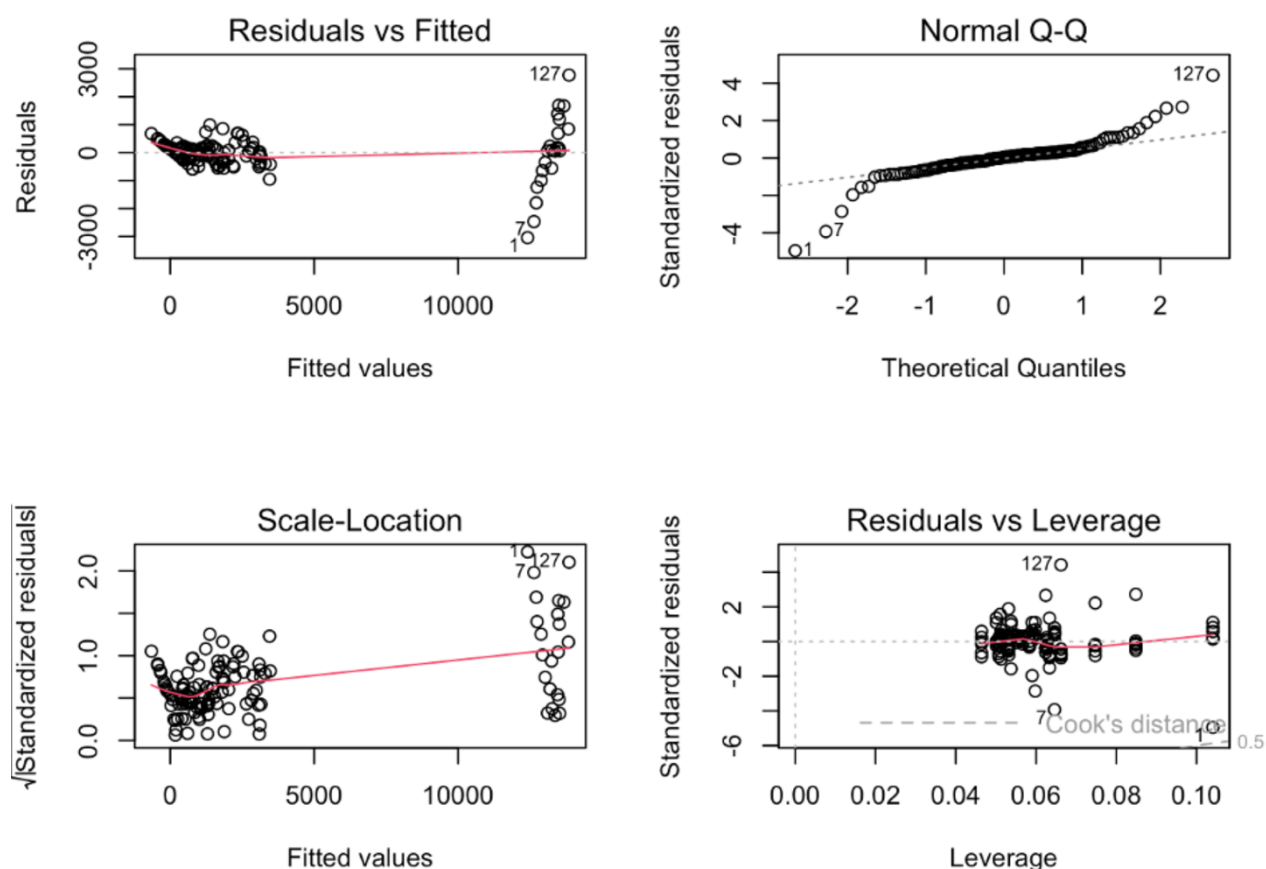 Residuals vs Fitted
Residuals
3000
0
-3000
127
7
1
0 5000 10000
Fitted values
Normal Q-Q
Standardized residuals
4
2
0
-4
127
7
1
-2 -1 0 1 2
Theoretical Quantiles
Scale-Location
√|Standardized residuals|
2.0
1.0
0.0
1
127
7
0 5000 10000
Fitted values
Residuals vs Leverage
Standardized residuals
2
-2
-6
127
7
Cook's distance
1
0.5
0.00 0.02 0.04 0.06 0.08 0.10
Leverage